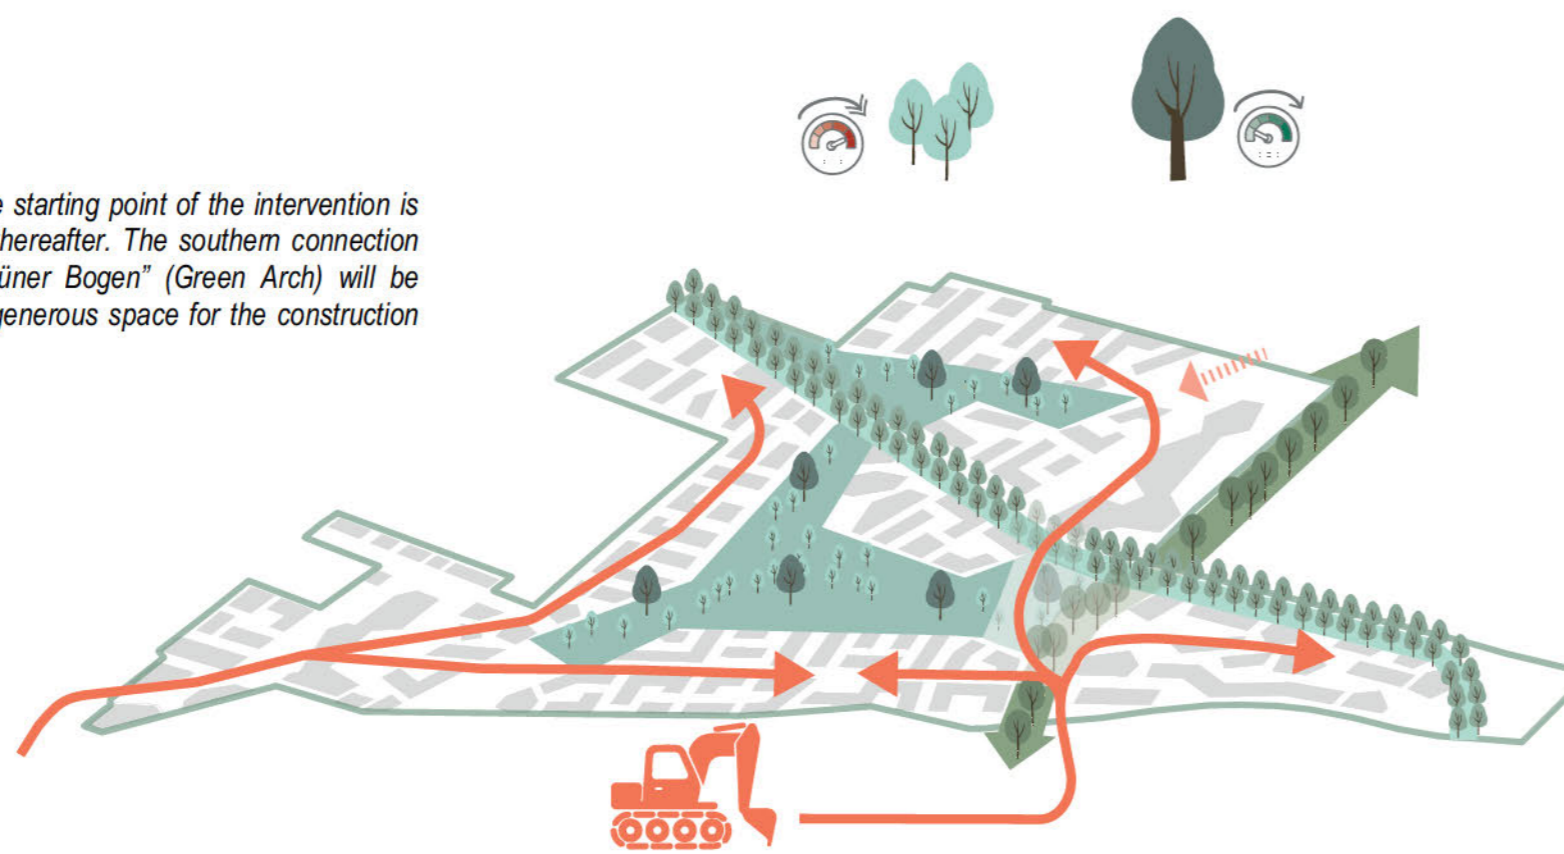 starting point of the intervention is
hereafter. The southern connection
Bogen” (Green Arch) will be
generous space for the construction